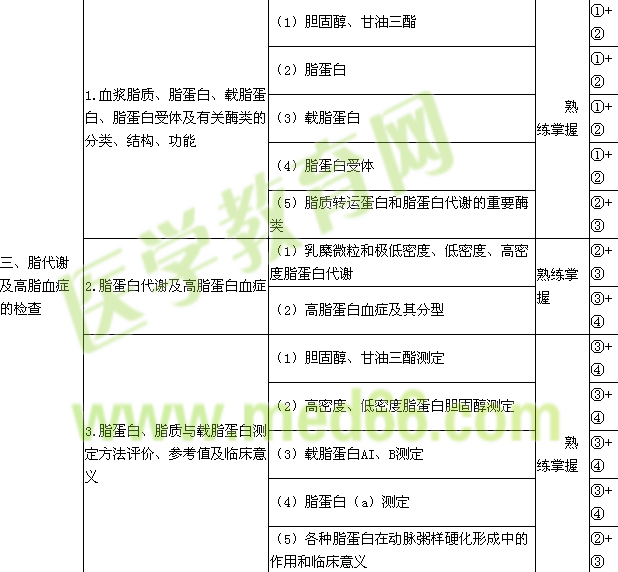 三、脂代谢
及高脂血症
的检查
1.血浆脂质、脂蛋白、载脂蛋
白、脂蛋白受体及有关酶类的
分类、结构、功能
（1）胆固醇、甘油三酯
①+
②
（2）脂蛋白
①+
②
（3）载脂蛋白
①+
②
（4）脂蛋白受体
①+
②
（5）脂质转运蛋白和脂蛋白代谢的重要酶
类
②+
③
熟
练掌握
2.脂蛋白代谢及高脂蛋白血症
（1）乳糜微粒和极低密度、低密度、高密
度脂蛋白代谢
②+
③
（2）高脂蛋白血症及其分型
③+
④
熟练掌
握
3.脂蛋白、脂质与载脂蛋白测
定方法评价、参考值及临床意
义
（1）胆固醇、甘油三酯测定
③+
④
（2）高密度、低密度脂蛋白胆固醇测定
③+
④
（3）载脂蛋白AI、B测定
③+
④
（4）脂蛋白（a）测定
③+
④
（5）各种脂蛋白在动脉粥样硬化形成中的
作用和临床意义
②+
③
熟
练掌握
医学教育网
www.med66.com